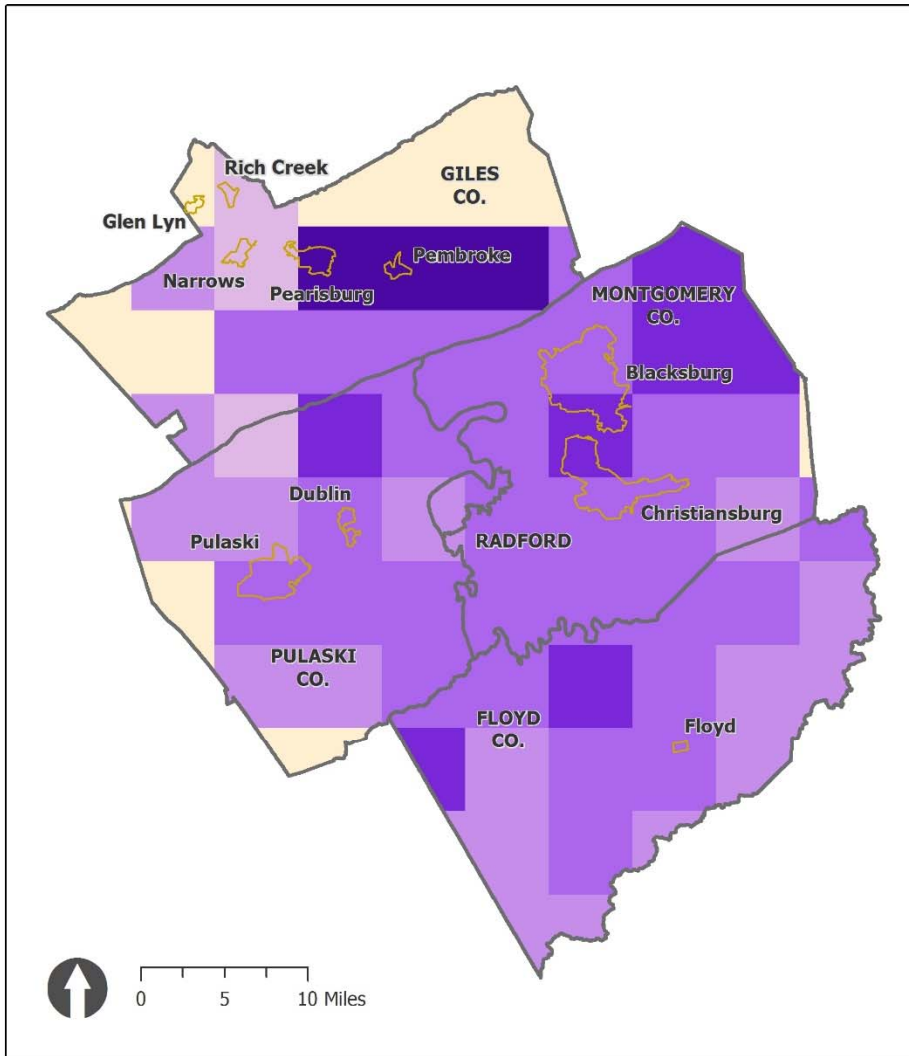 Rich Creek
GILES
CO.
Glen Lyn
Narrows
Pearisburg
Pembroke
MONTGOMERY
CO.
Blacksburg
Dublin
Pulaski
Christiansburg
RADFORD
PULASKI
CO.
FLOYD
CO.
Floyd
0 5 10 Miles